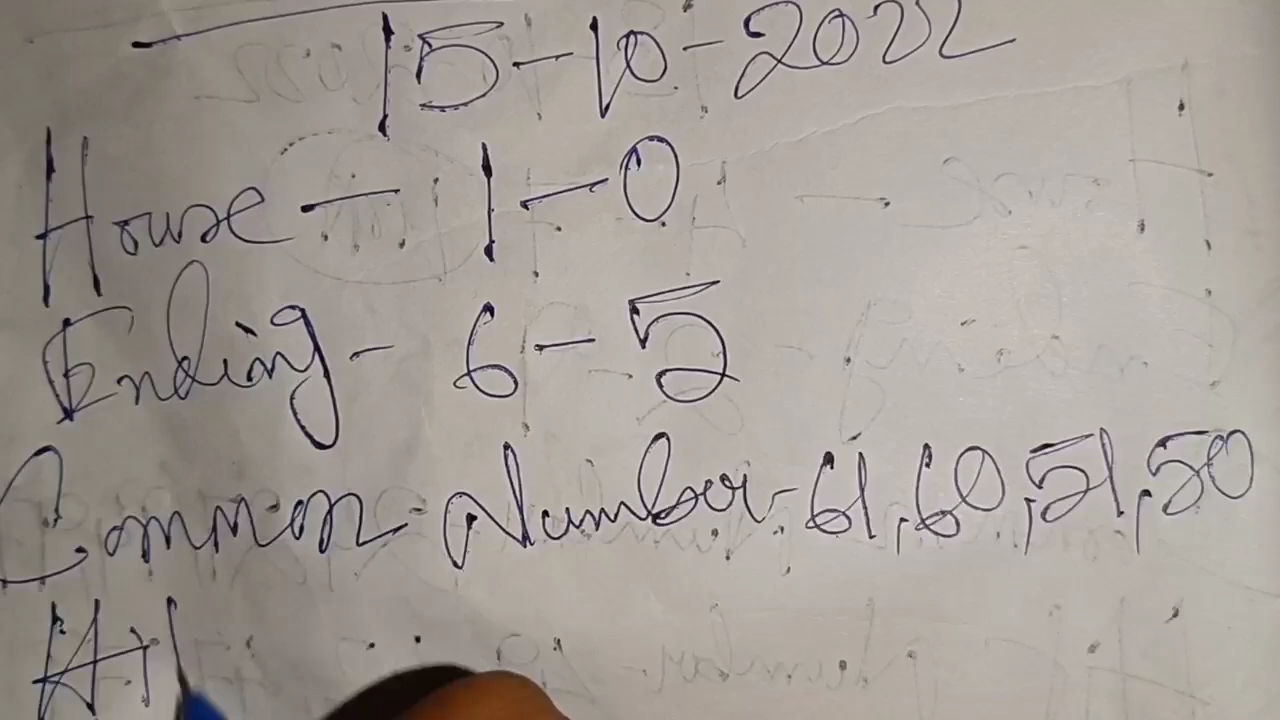 15-10-2022
House - 1-0
Ending - 6-5
Common Number - 61,60,51,50